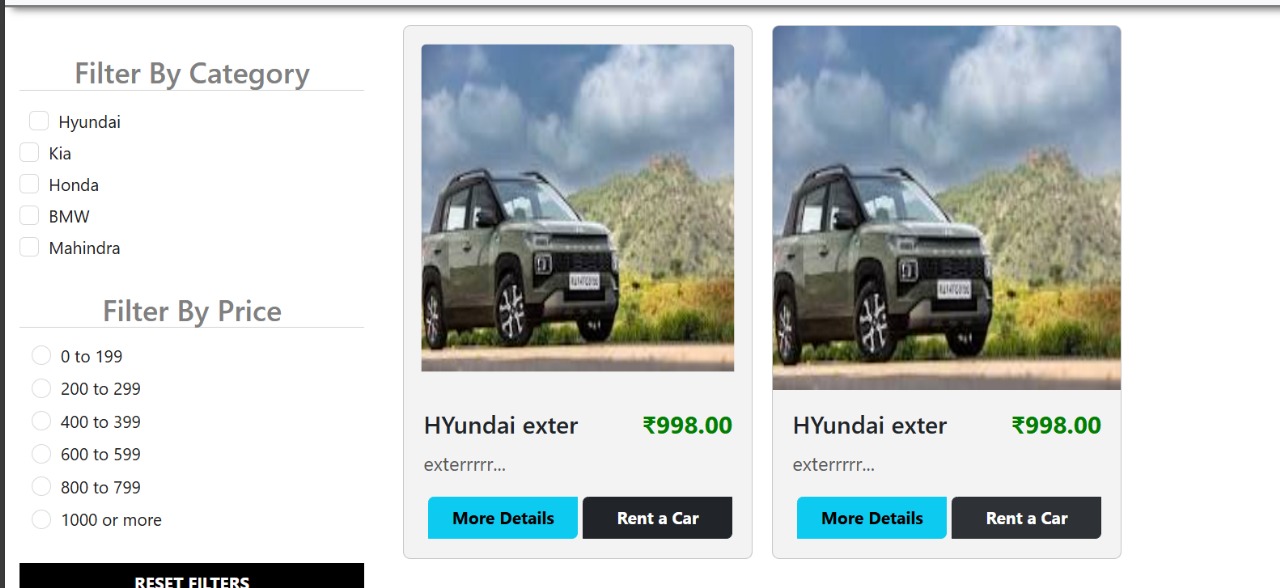 Filter By Category
Hyundai
Kia
Honda
BMW
Mahindra
Filter By Price
0 to 199
200 to 299
400 to 399
600 to 599
800 to 799
1000 or more
RESET FILTERS
HYundai exter ₹998.00
exterrrrr...
More Details Rent a Car
HYundai exter ₹998.00
exterrrrr...
More Details Rent a Car